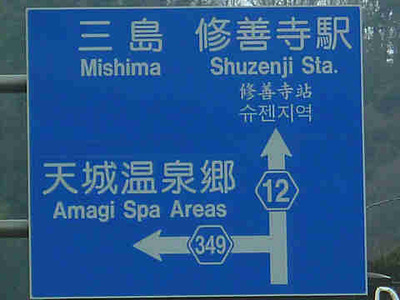 三島 修善寺駅
Mishima Shuzenji Sta.
修善寺站
슈젠지역
12
天城温泉郷
Amagi Spa Areas
349